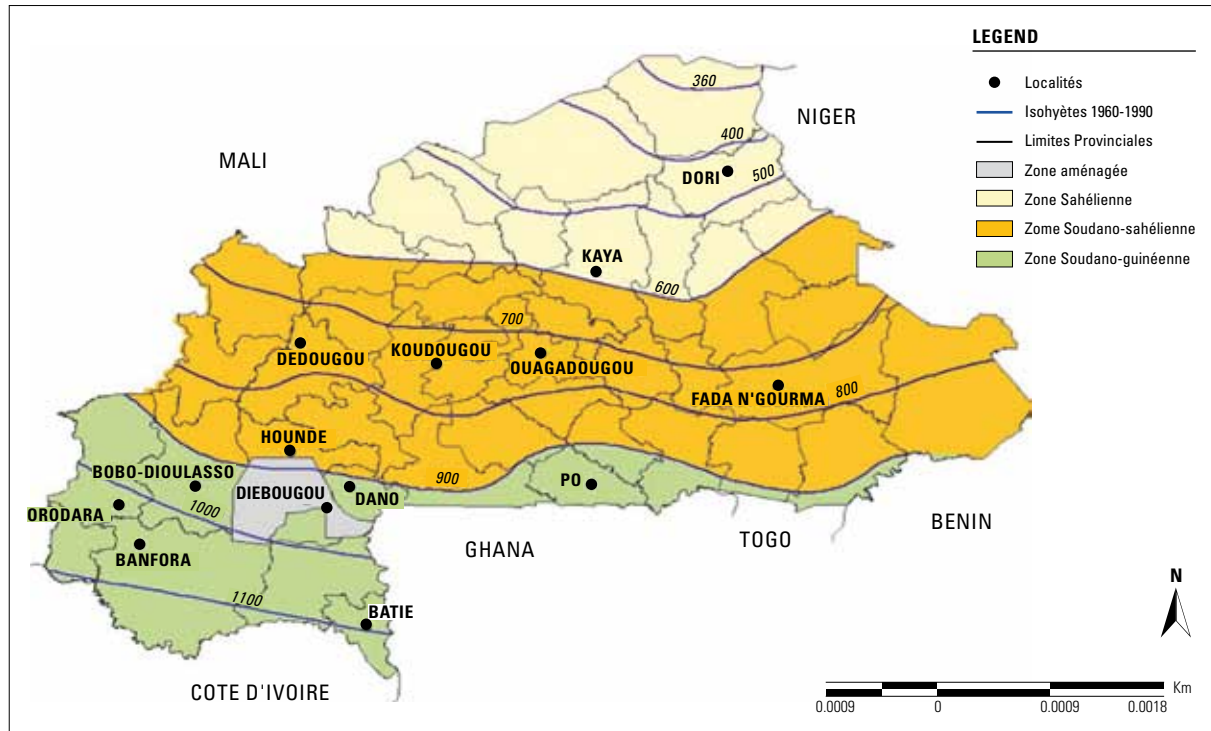 LEGEND
Localités
Isohyètes 1960-1990
Limites Provinciales
Zone aménagée
Zone Sahélienne
Zome Soudano-sahélienne
Zone Soudano-guinéenne
360
NIGER
400
MALI
DORI
500
KAYA
600
700
DEDOUGOU
KOUDOUGOU
OUAGADOUGOU
FADA N'GOURMA
800
HOUNDE
BOBO-DIOULASSO
900
PO
DIEBOUGOU
DANO
ORODARA
1000
BENIN
TOGO
GHANA
BANFORA
1100
BATIE
COTE D'IVOIRE
N
Km
0.0009 0 0.0009 0.0018